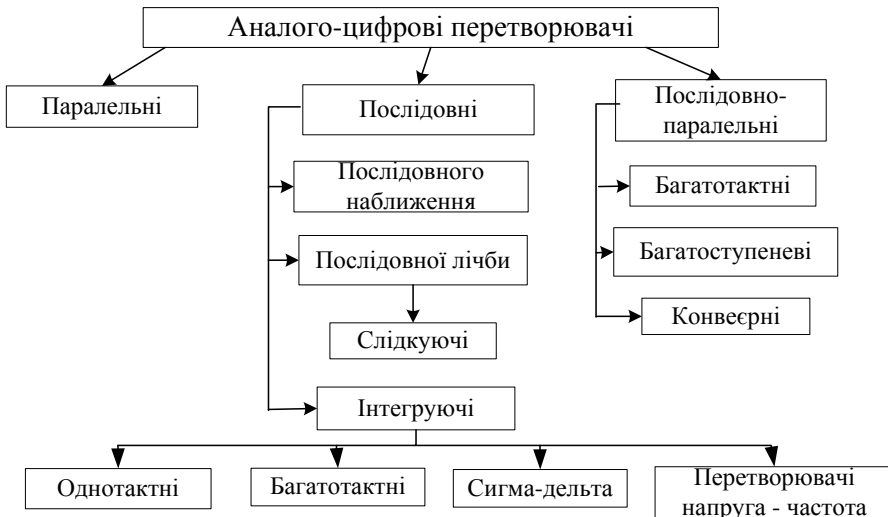 Аналого-цифрові перетворювачі
Паралельні
Послідовні
Послідовно-
паралельні
Послідовного
наближення
Багатотактні
Послідовної лічби
Багатоступеневі
Слідкуючі
Конвеєрні
Інтегруючі
Однотактні
Багатотактні
Сигма-дельта
Перетворювачі
напруга - частота